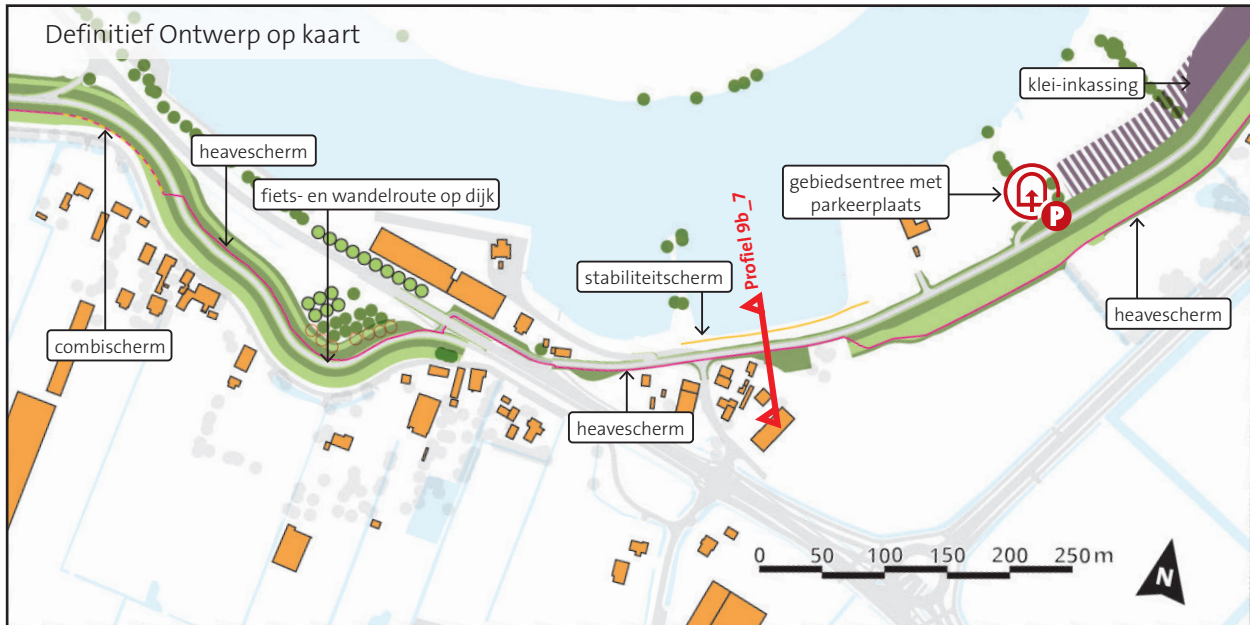 Definitief Ontwerp op kaart
klei-inkassing
heavescherm
fiets- en wandelroute op dijk
gebiedsentree met
parkeerplaats
P
Profiel 9b_7
stabiliteitscherm
heavescherm
combischerm
heavescherm
0 50 100 150 200 250 m
N